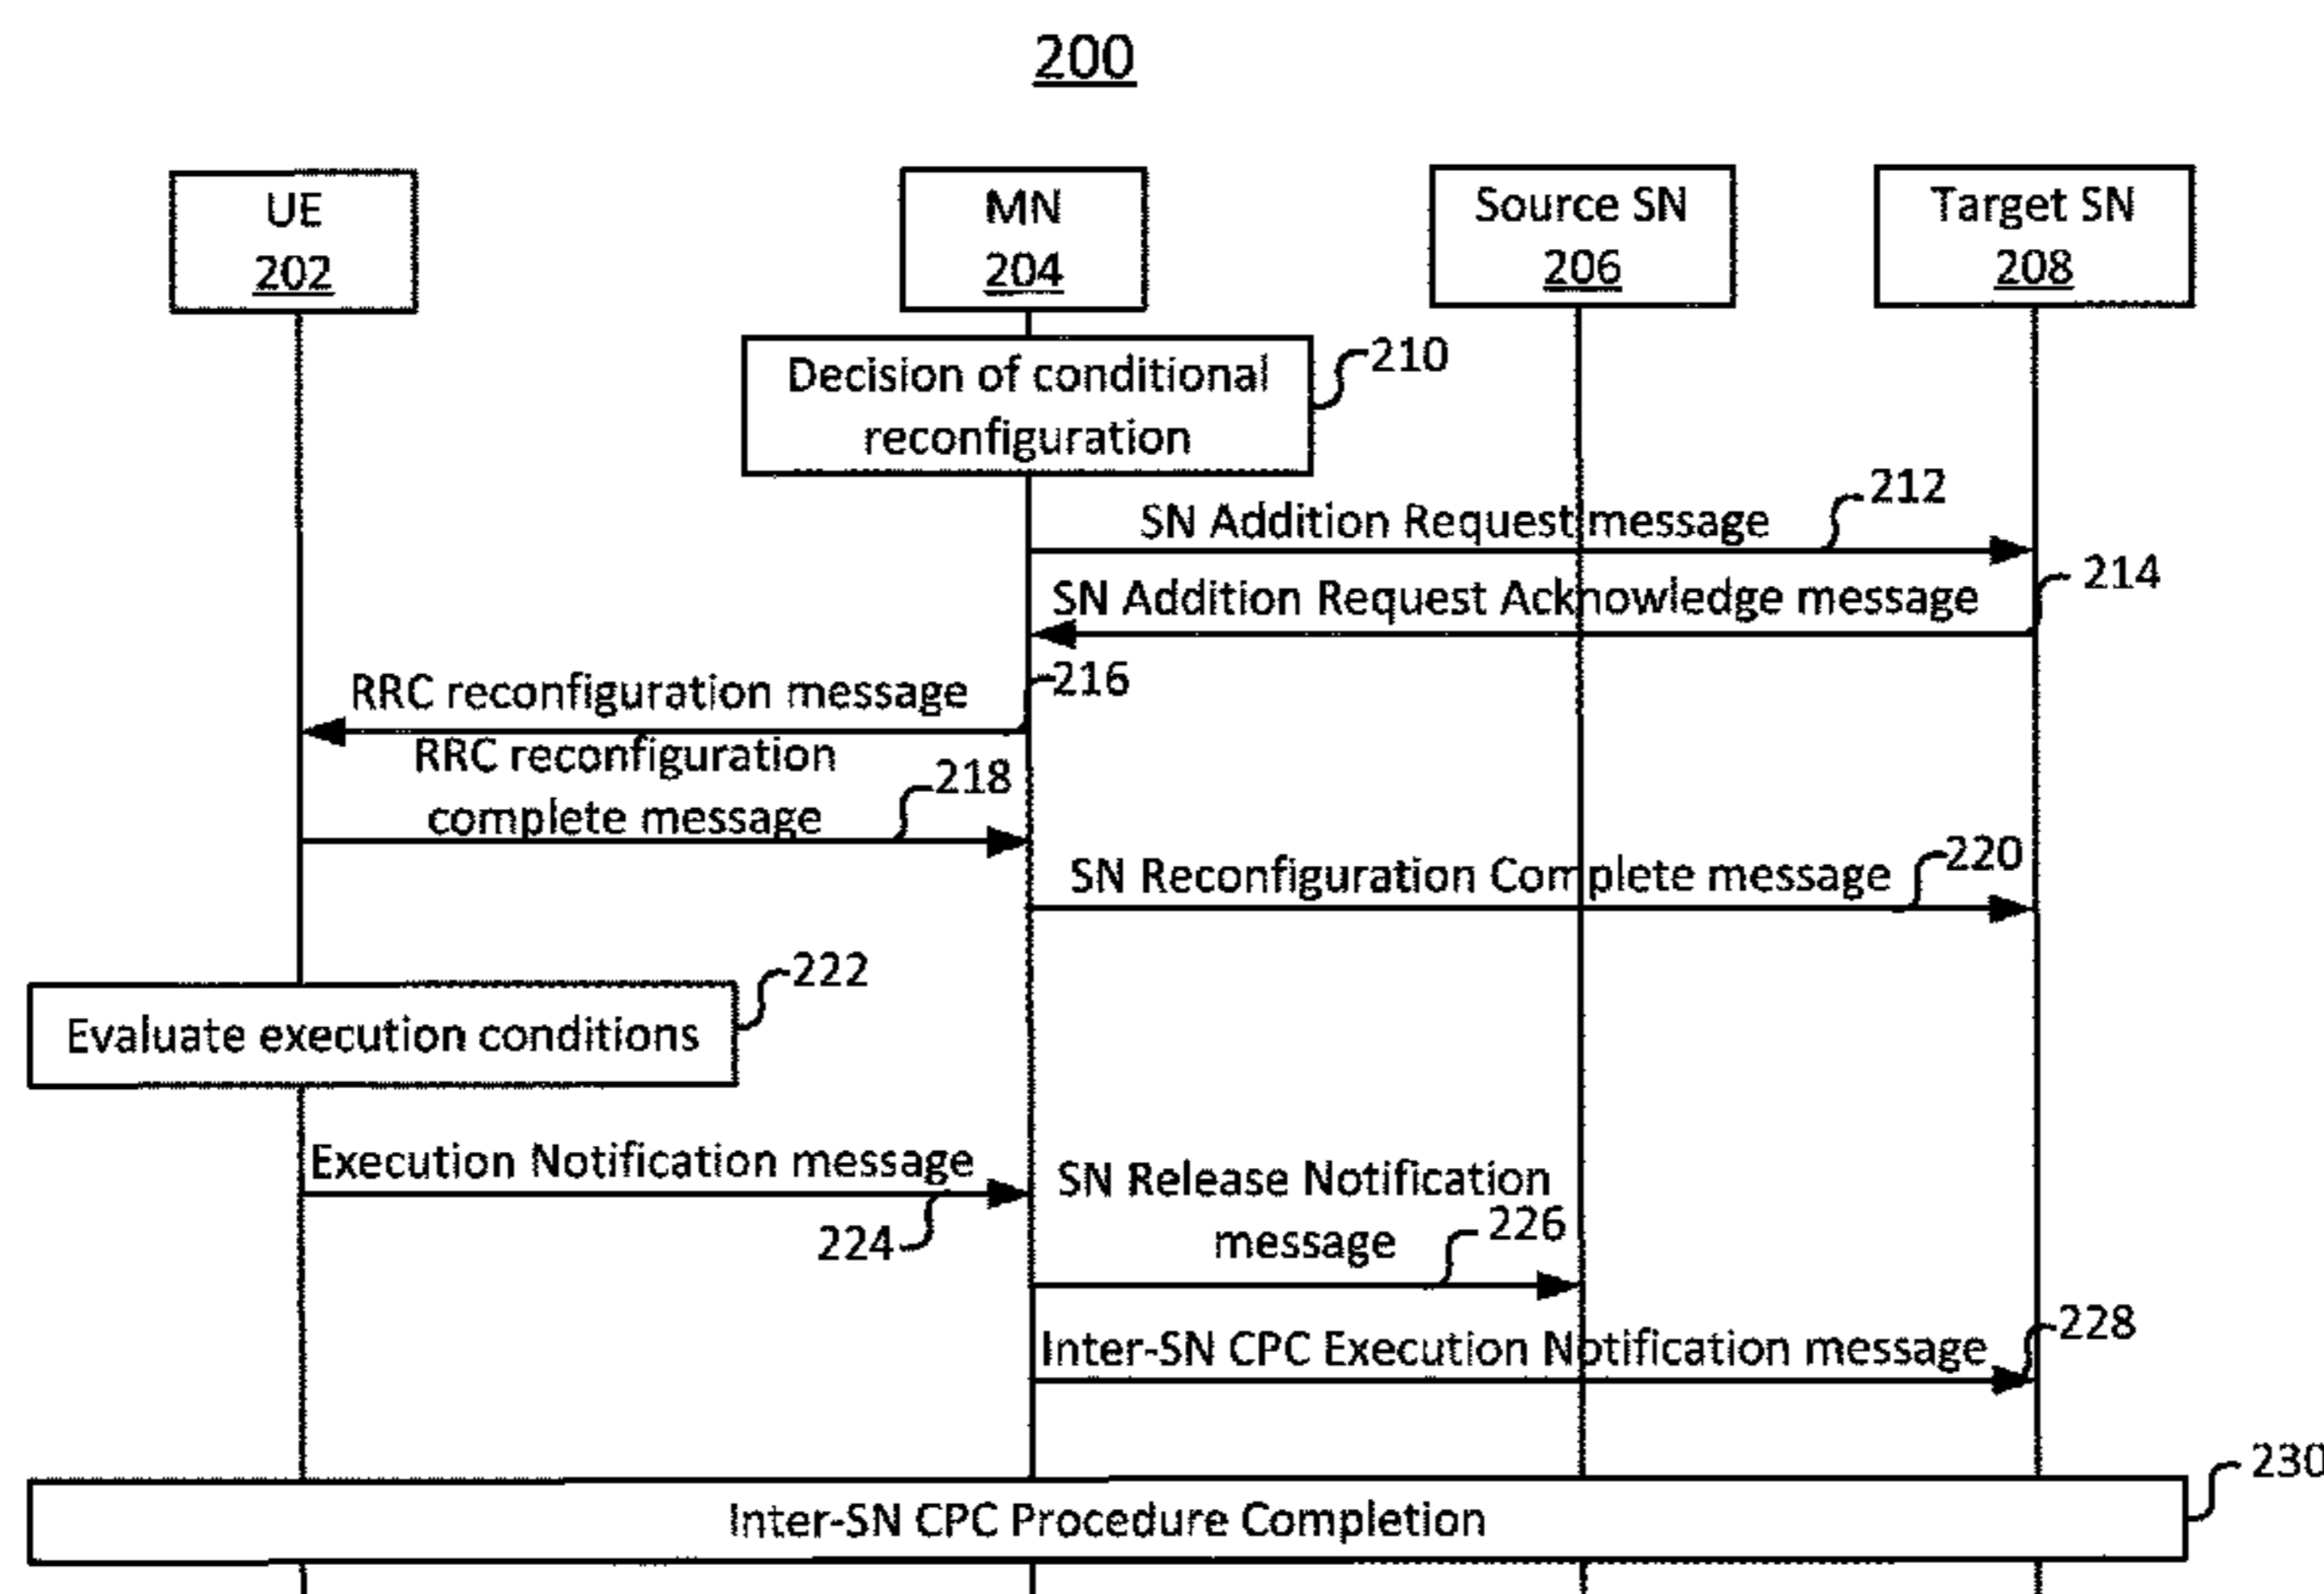 200
UE
202
MN
204
Source SN
206
Target SN
208
Decision of conditional
reconfiguration
210
SN Addition Request message
212
SN Addition Request Acknowledge message
214
RRC reconfiguration message
216
RRC reconfiguration
complete message
218
SN Reconfiguration Complete message
220
Evaluate execution conditions
222
Execution Notification message
224
SN Release Notification
message
226
Inter-SN CPC Execution Notification message
228
Inter-SN CPC Procedure Completion
230